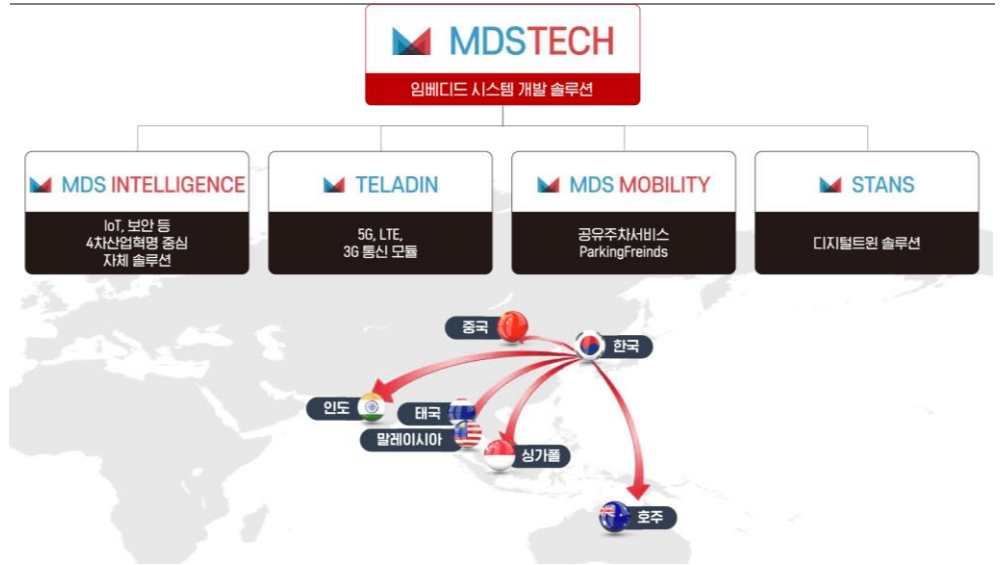 MDSTECH
임베디드 시스템 개발 솔루션
MDS INTELLIGENCE
IoT, 보안 등
4차산업혁명 중심
자체 솔루션
TELADIN
5G, LTE,
3G 통신 모듈
MDS MOBILITY
공유주차서비스
ParkingFreinds
STANS
디지털트윈 솔루션
중국
한국
인도
태국
말레이시아
싱가폴
호주